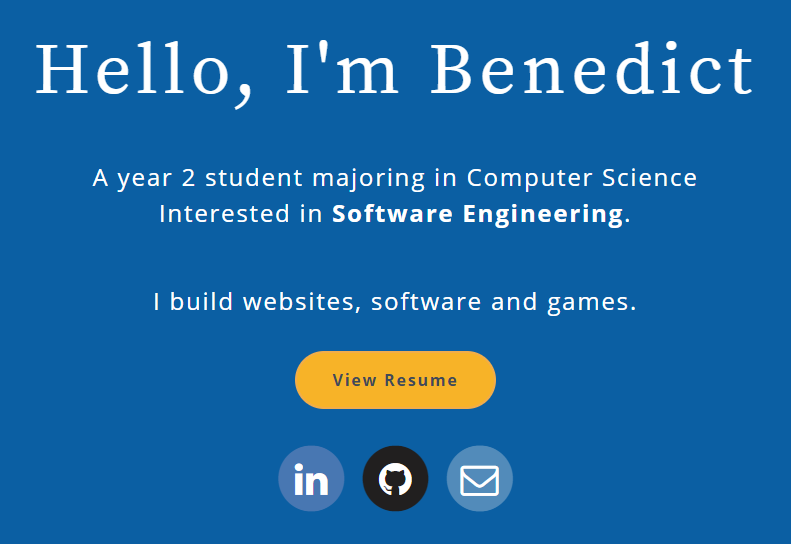 Hello, I'm Benedict
A year 2 student majoring in Computer Science
Interested in Software Engineering.
I build websites, software and games.
View Resume
in